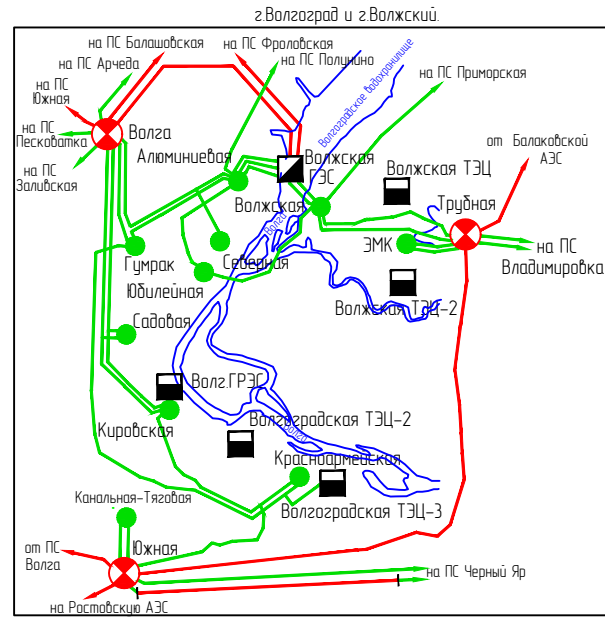 г.Волгоград и г.Волжский.
на ПС Балашовская
на ПС Фроловская
на ПС Арчеда
на ПС Полинино
на ПС
Южная
на ПС Приморская
Волгоградское водохранилище
на ПС
Песковатка
Волга
Алюминиевая
Волжская
ГЭС
Волжская ТЭЦ
от Балаковской
АЭС
на ПС
Заливская
Волжская
Трубная
Волга
ЭМК
на ПС
Владимировка
Гумрак
Северная
Юбилейная
Волжская ТЭЦ-2
Садовая
Волг.ГРЭС
Кировская
Волгоградская ТЭЦ-2
Волга
Красноармейская
Волгоградская ТЭЦ-3
Канальная-Тяговая
от ПС
Волга
Южная
на ПС Черный Яр
на Ростовскую АЭС